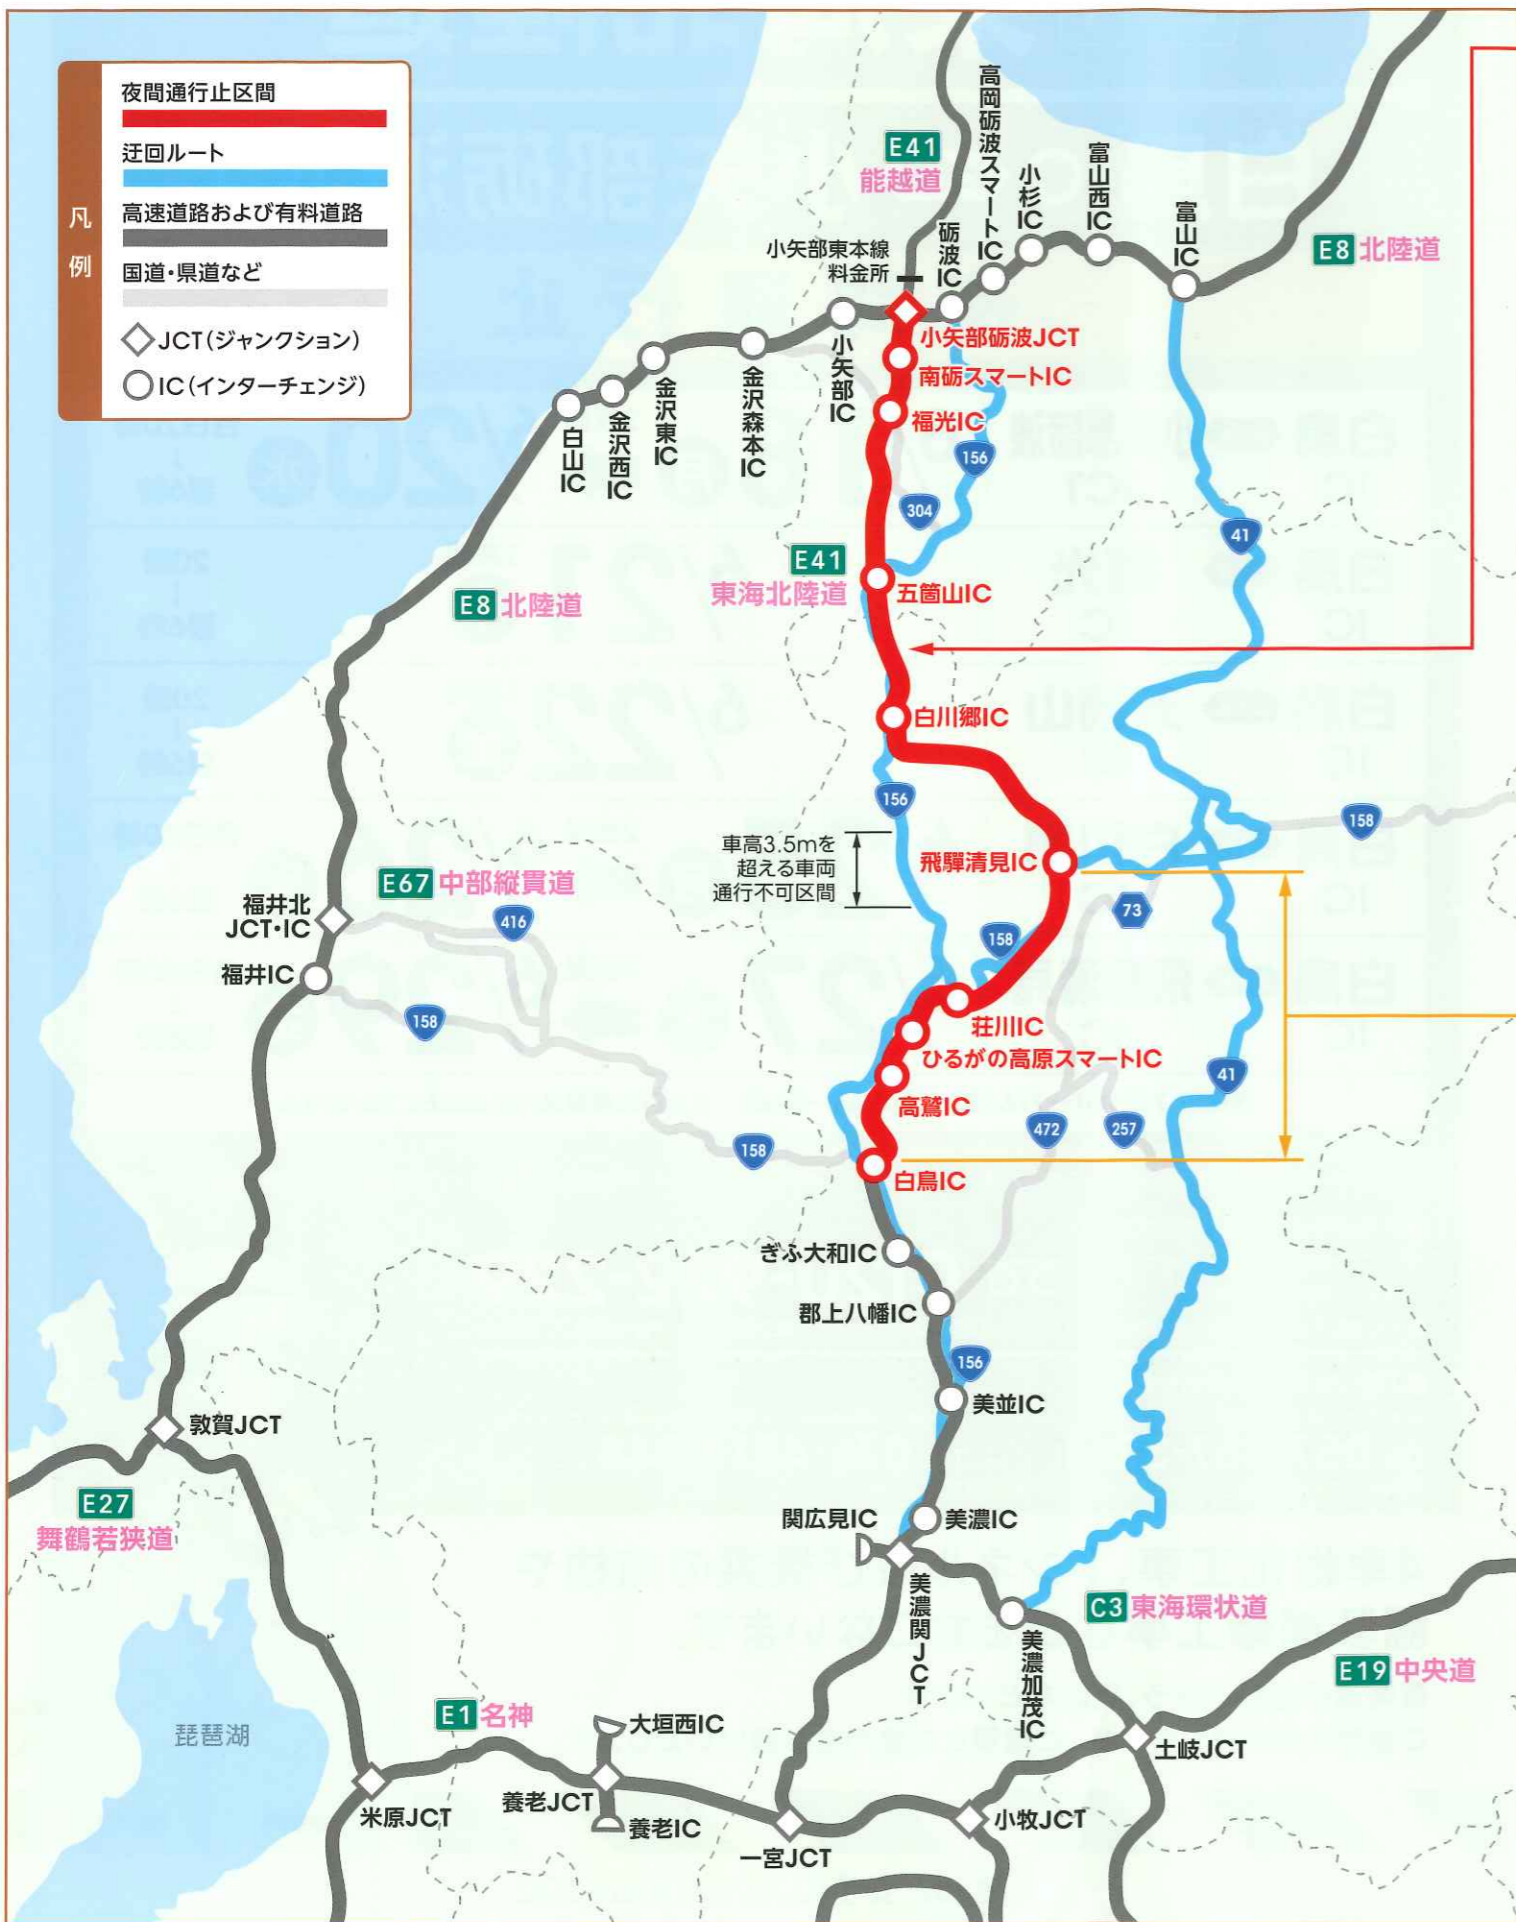 凡例
夜間通行止区間
迂回ルート
高速道路および有料道路
国道・県道など
JCT(ジャンクション)
IC(インターチェンジ)
E41
能越道
小矢部東本線
料金所
砺波IC
高岡砺波スマートIC
小杉IC
富山西IC
富山IC
E8 北陸道
小矢部砺波JCT
南砺スマートIC
福光IC
小矢部IC
金沢森本IC
金沢東IC
金沢西IC
白山IC
156
304
41
E41
東海北陸道
五箇山IC
E8 北陸道
白川郷IC
156
158
車高3.5mを
超える車両
通行不可区間
飛驒清見IC
E67 中部縦貫道
福井北
JCT・IC
416
73
158
福井IC
158
荘川IC
ひるがの高原スマートIC
高鷲IC
41
472
257
158
白鳥IC
ぎふ大和IC
郡上八幡IC
156
美並IC
敦賀JCT
E27
舞鶴若狭道
関広見IC
美濃IC
美濃関JCT
C3 東海環状道
美濃加茂IC
E19 中央道
琵琶湖
E1 名神
大垣西IC
土岐JCT
養老JCT
米原JCT
養老IC
小牧JCT
一宮JCT